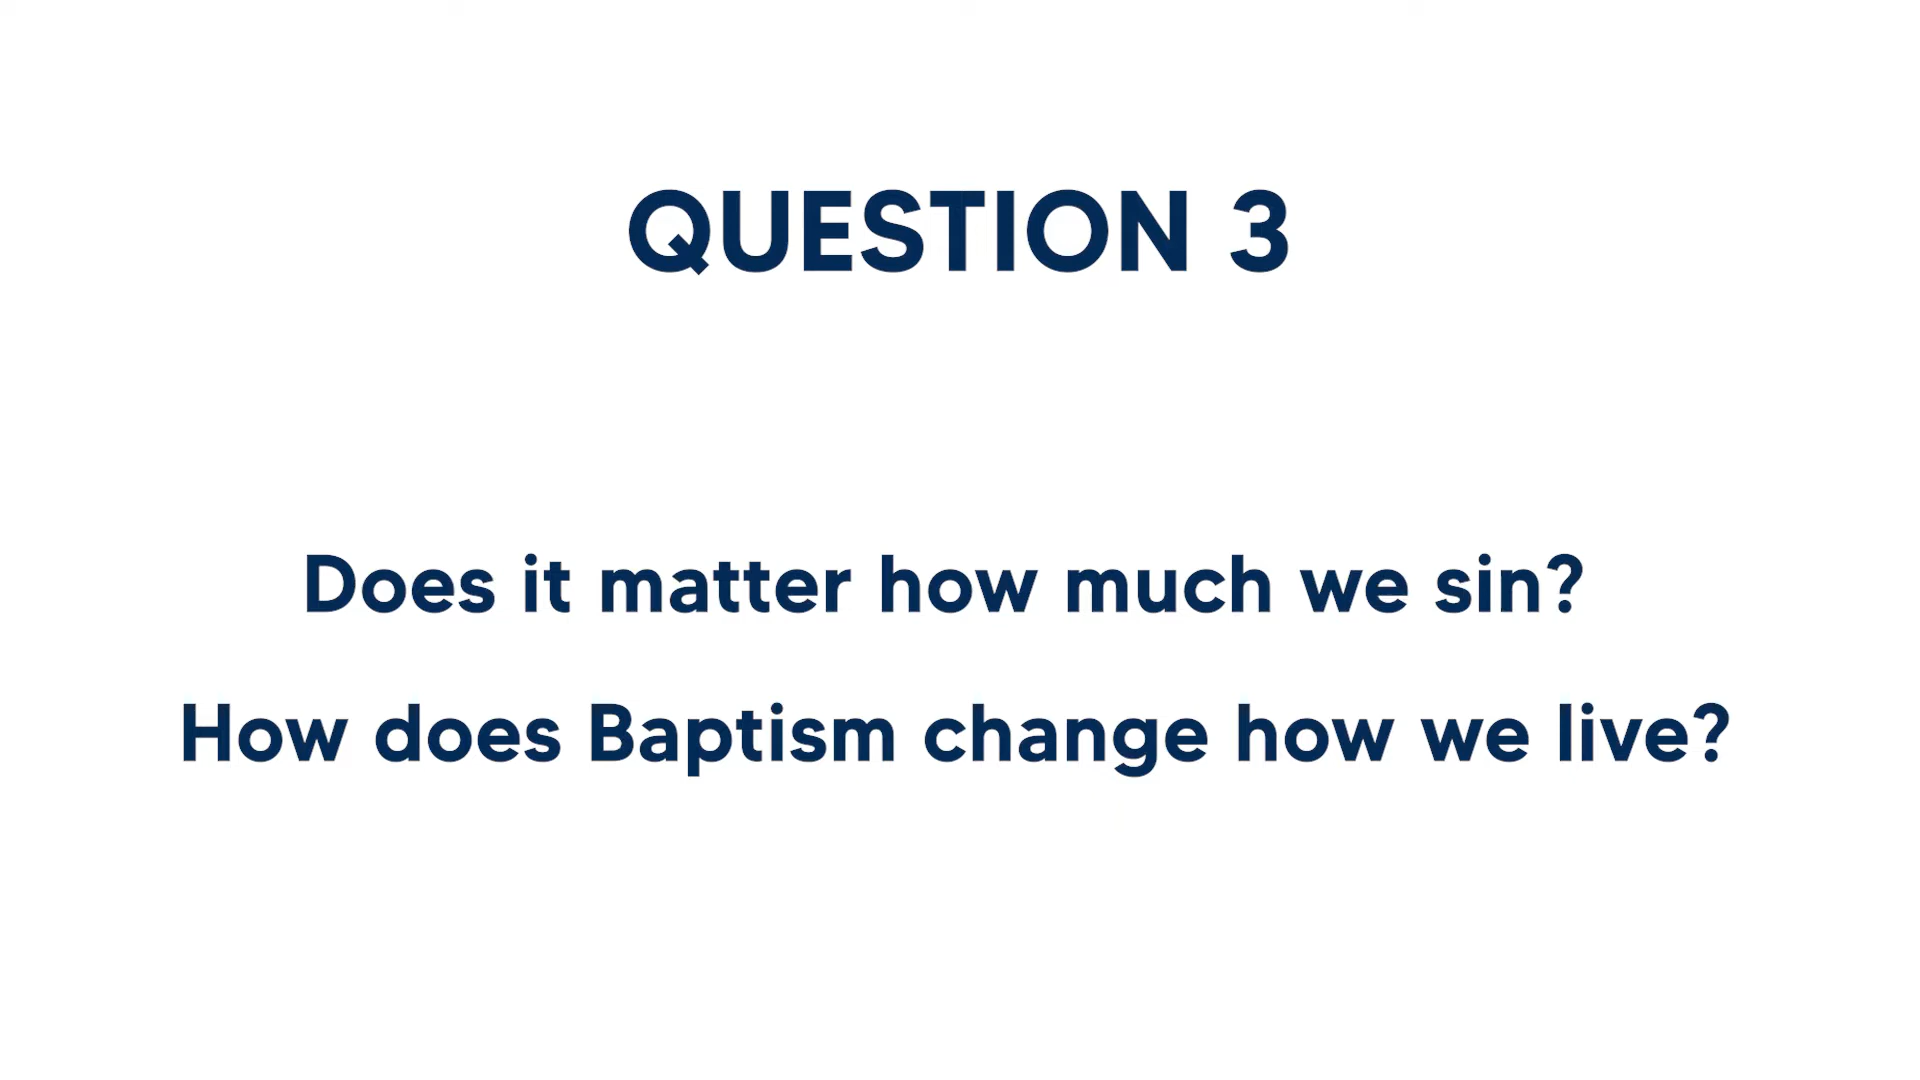 QUESTION 3
Does it matter how much we sin?
How does Baptism change how we live?